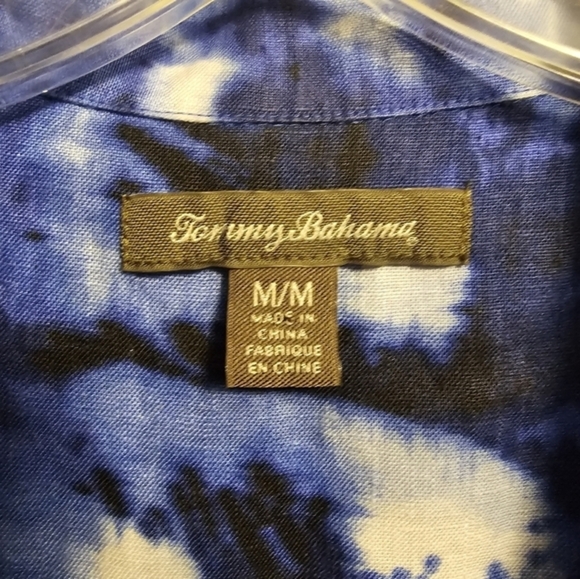 Tommy Bahama®
M/M
MADE IN
CHINA
FABRIQUE
EN CHINE